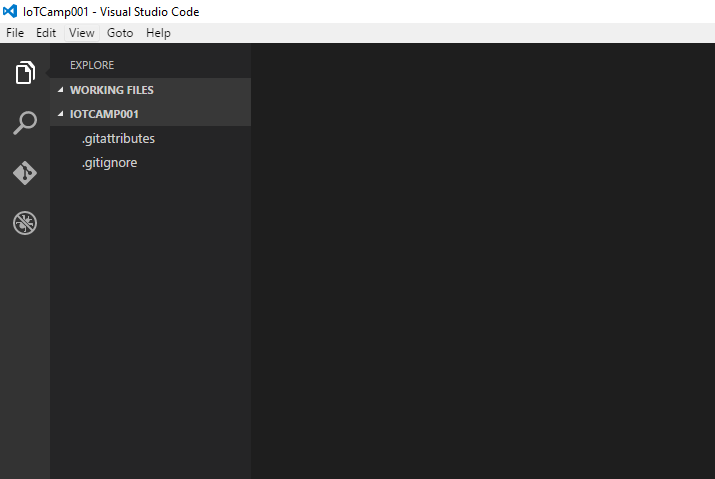 IoTCamp001 - Visual Studio Code
File Edit View Goto Help
EXPLORE
WORKING FILES
IOTCAMP001
.gitattributes
.gitignore